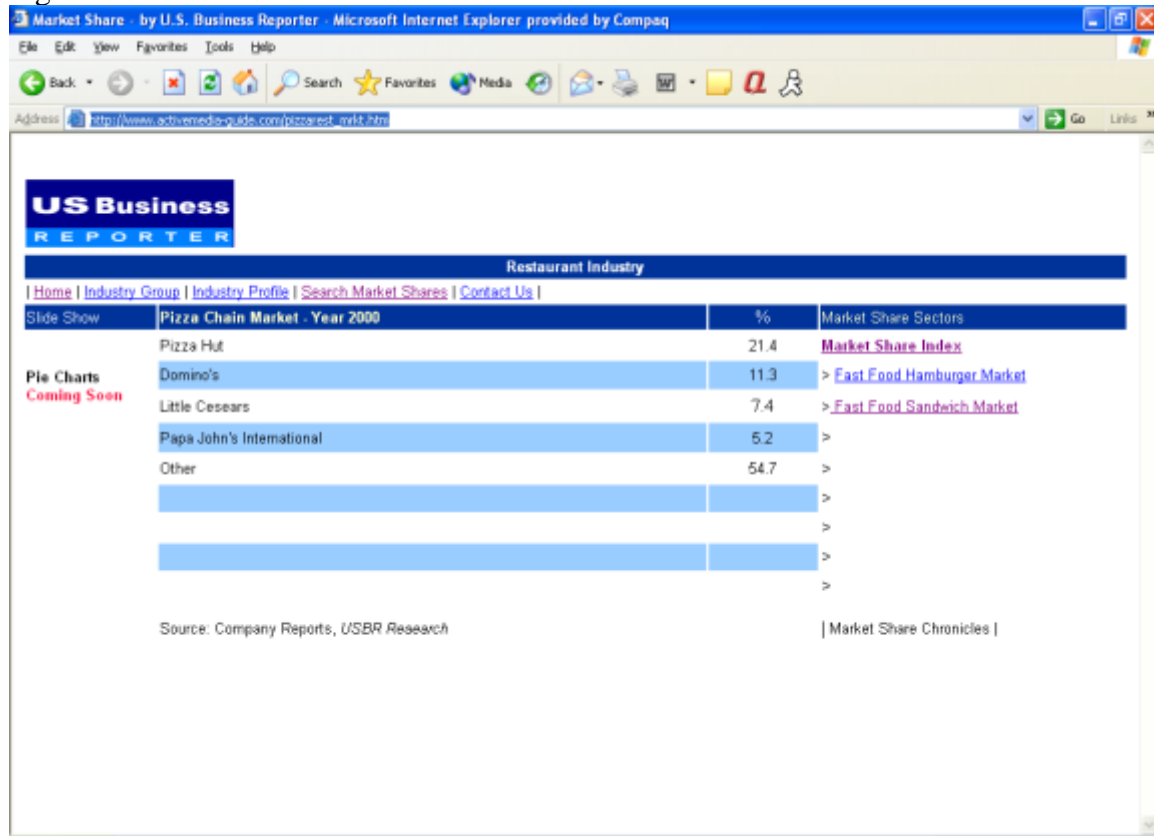 Market Share - by U.S. Business Reporter - Microsoft Internet Explorer provided by Compaq
File Edit View Favorites Tools Help
Back Search Favorites Media
Address http://www.activemedia-guide.com/pizzarest_mrkt.htm Go Links »
US Business
REPORTER
Restaurant Industry
| Home | Industry Group | Industry Profile | Search Market Shares | Contact Us |
Slide Show Pizza Chain Market - Year 2000 % Market Share Sectors
Pizza Hut 21.4 Market Share Index
Pie Charts Domino's 11.3 > Fast Food Hamburger Market
Coming Soon
Little Cesears 7.4 > Fast Food Sandwich Market
Papa John's International 5.2 >
Other 54.7 >
>
>
>
>
Source: Company Reports, USBR Research | Market Share Chronicles |